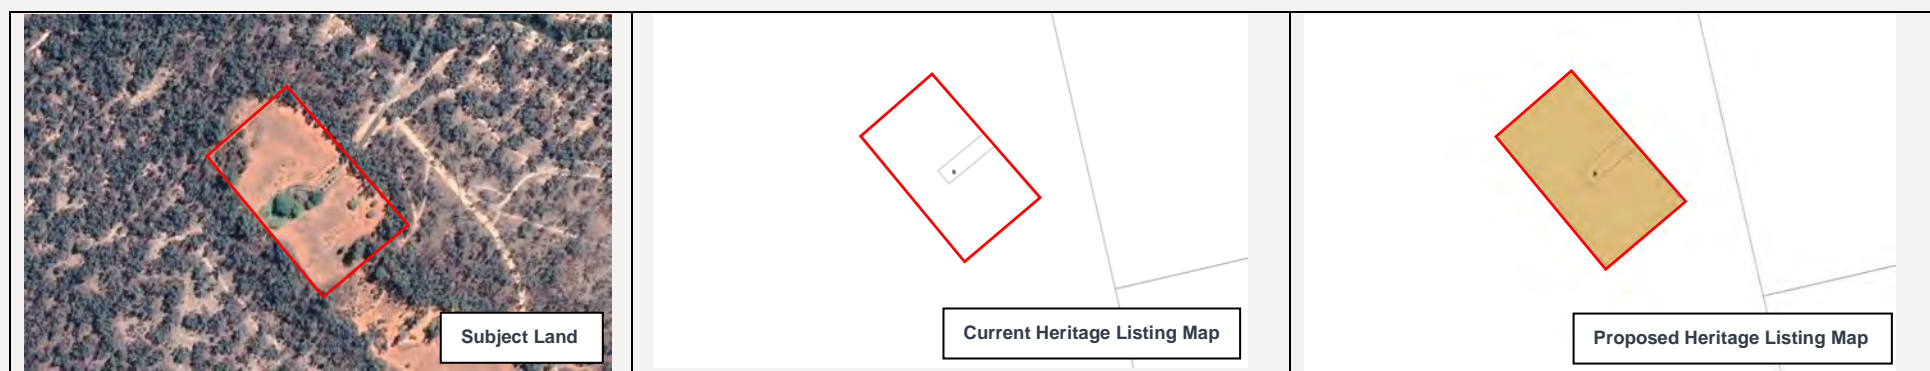 Subject Land
Current Heritage Listing Map
Proposed Heritage Listing Map